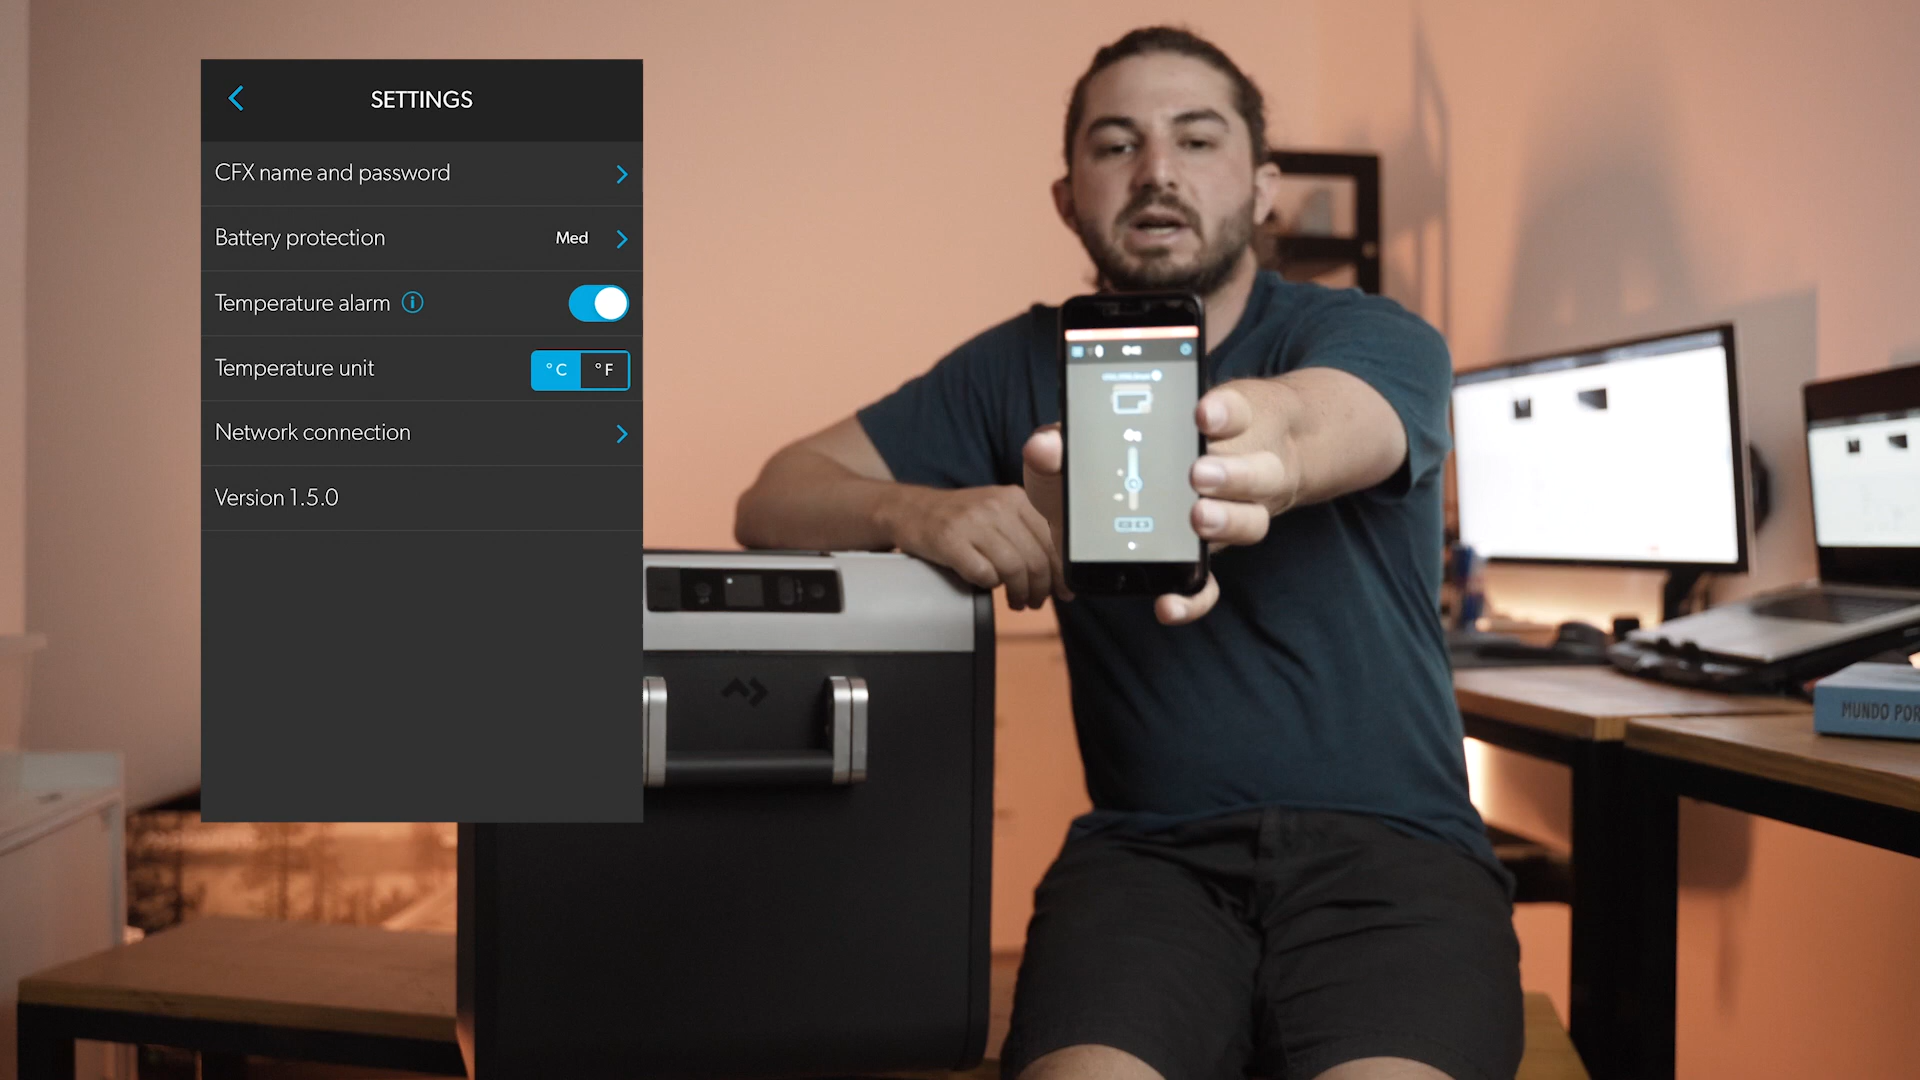 SETTINGS
CFX name and password
Battery protection Med
Temperature alarm
Temperature unit °C °F
Network connection
Version 1.5.0
MUNDO POR